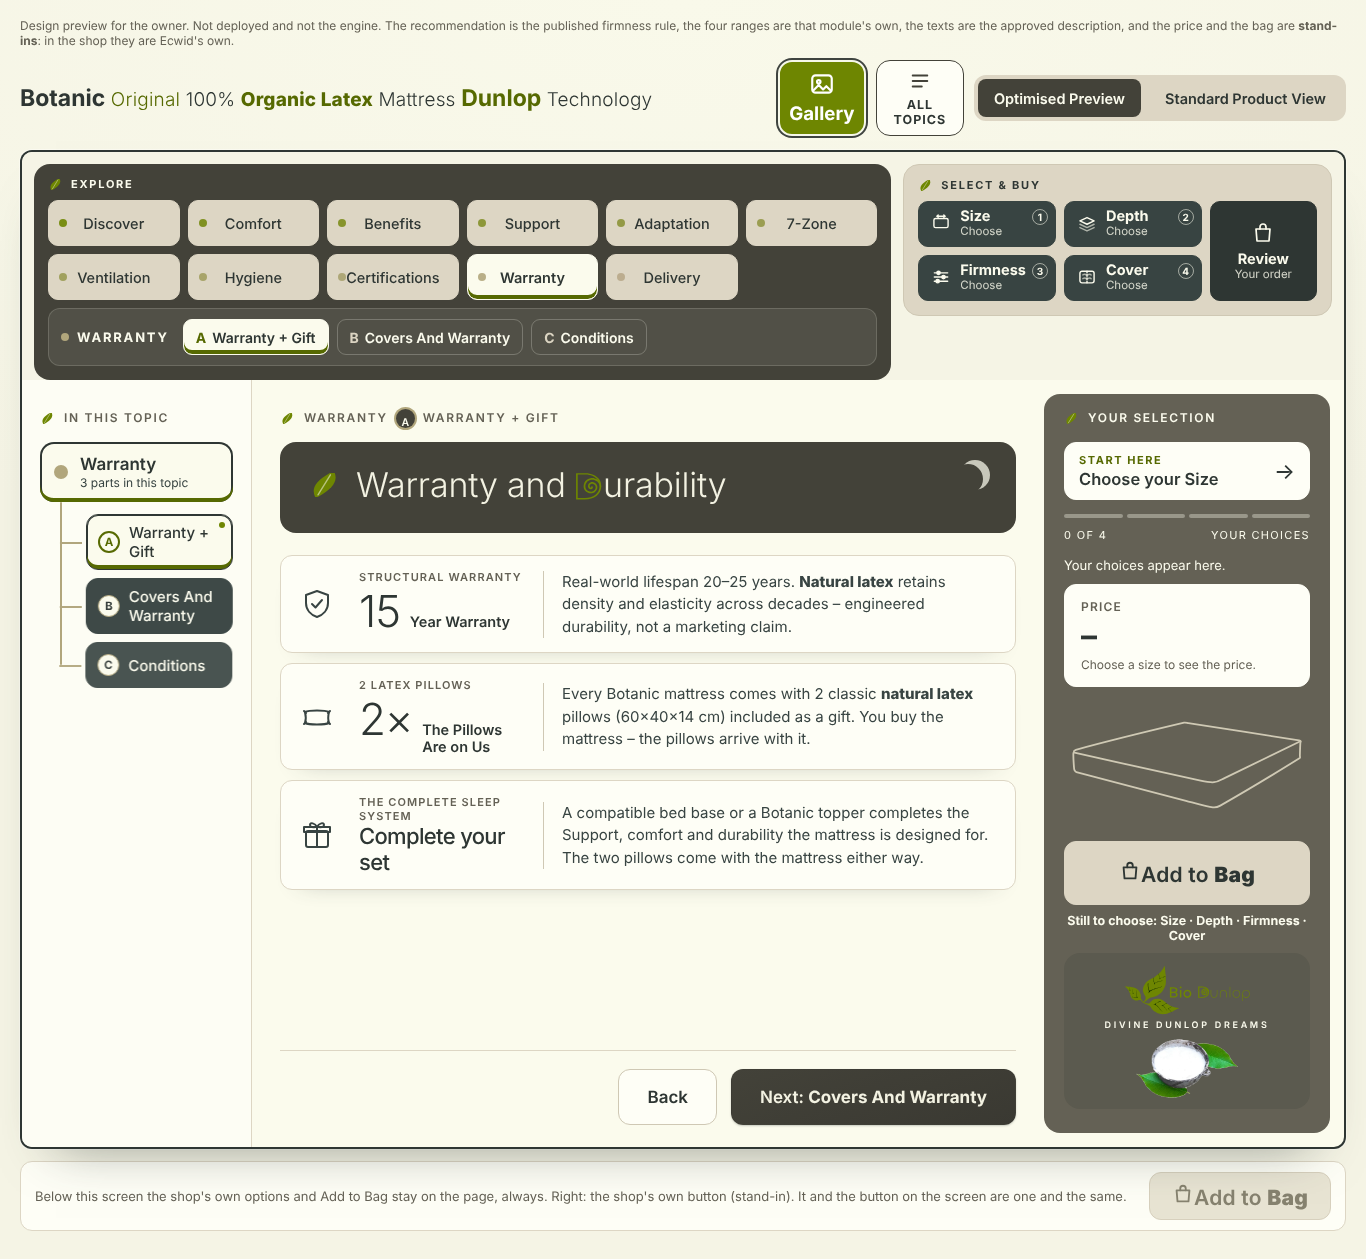 Design preview for the owner. Not deployed and not the engine. The recommendation is the published firmness rule, the four ranges are that module's own, the texts are the approved description, and the price and the bag are stand-
ins: in the shop they are Ecwid's own.
Botanic Original 100% Organic Latex Mattress Dunlop Technology
Gallery
ALL
TOPICS
Optimised Preview
Standard Product View
EXPLORE
Discover
Comfort
Benefits
Support
Adaptation
7-Zone
Ventilation
Hygiene
Certifications
Warranty
Delivery
WARRANTY
A Warranty + Gift
B Covers And Warranty
C Conditions
SELECT & BUY
Size 1
Choose
Depth 2
Choose
Firmness 3
Choose
Cover 4
Choose
Review
Your order
IN THIS TOPIC
Warranty
3 parts in this topic
A Warranty +
Gift
B Covers And
Warranty
C Conditions
WARRANTY A WARRANTY + GIFT
Warranty and Durability
STRUCTURAL WARRANTY
15 Year Warranty
Real-world lifespan 20–25 years. Natural latex retains
density and elasticity across decades – engineered
durability, not a marketing claim.
2 LATEX PILLOWS
2× The Pillows
Are on Us
Every Botanic mattress comes with 2 classic natural latex
pillows (60×40×14 cm) included as a gift. You buy the
mattress – the pillows arrive with it.
THE COMPLETE SLEEP
SYSTEM
Complete your
set
A compatible bed base or a Botanic topper completes the
Support, comfort and durability the mattress is designed for.
The two pillows come with the mattress either way.
Back
Next: Covers And Warranty
YOUR SELECTION
START HERE
Choose your Size
0 OF 4
YOUR CHOICES
Your choices appear here.
PRICE
–
Choose a size to see the price.
Add to Bag
Still to choose: Size · Depth · Firmness ·
Cover
Bio Dunlop
DIVINE DUNLOP DREAMS
Below this screen the shop's own options and Add to Bag stay on the page, always. Right: the shop's own button (stand-in). It and the button on the screen are one and the same.
Add to Bag